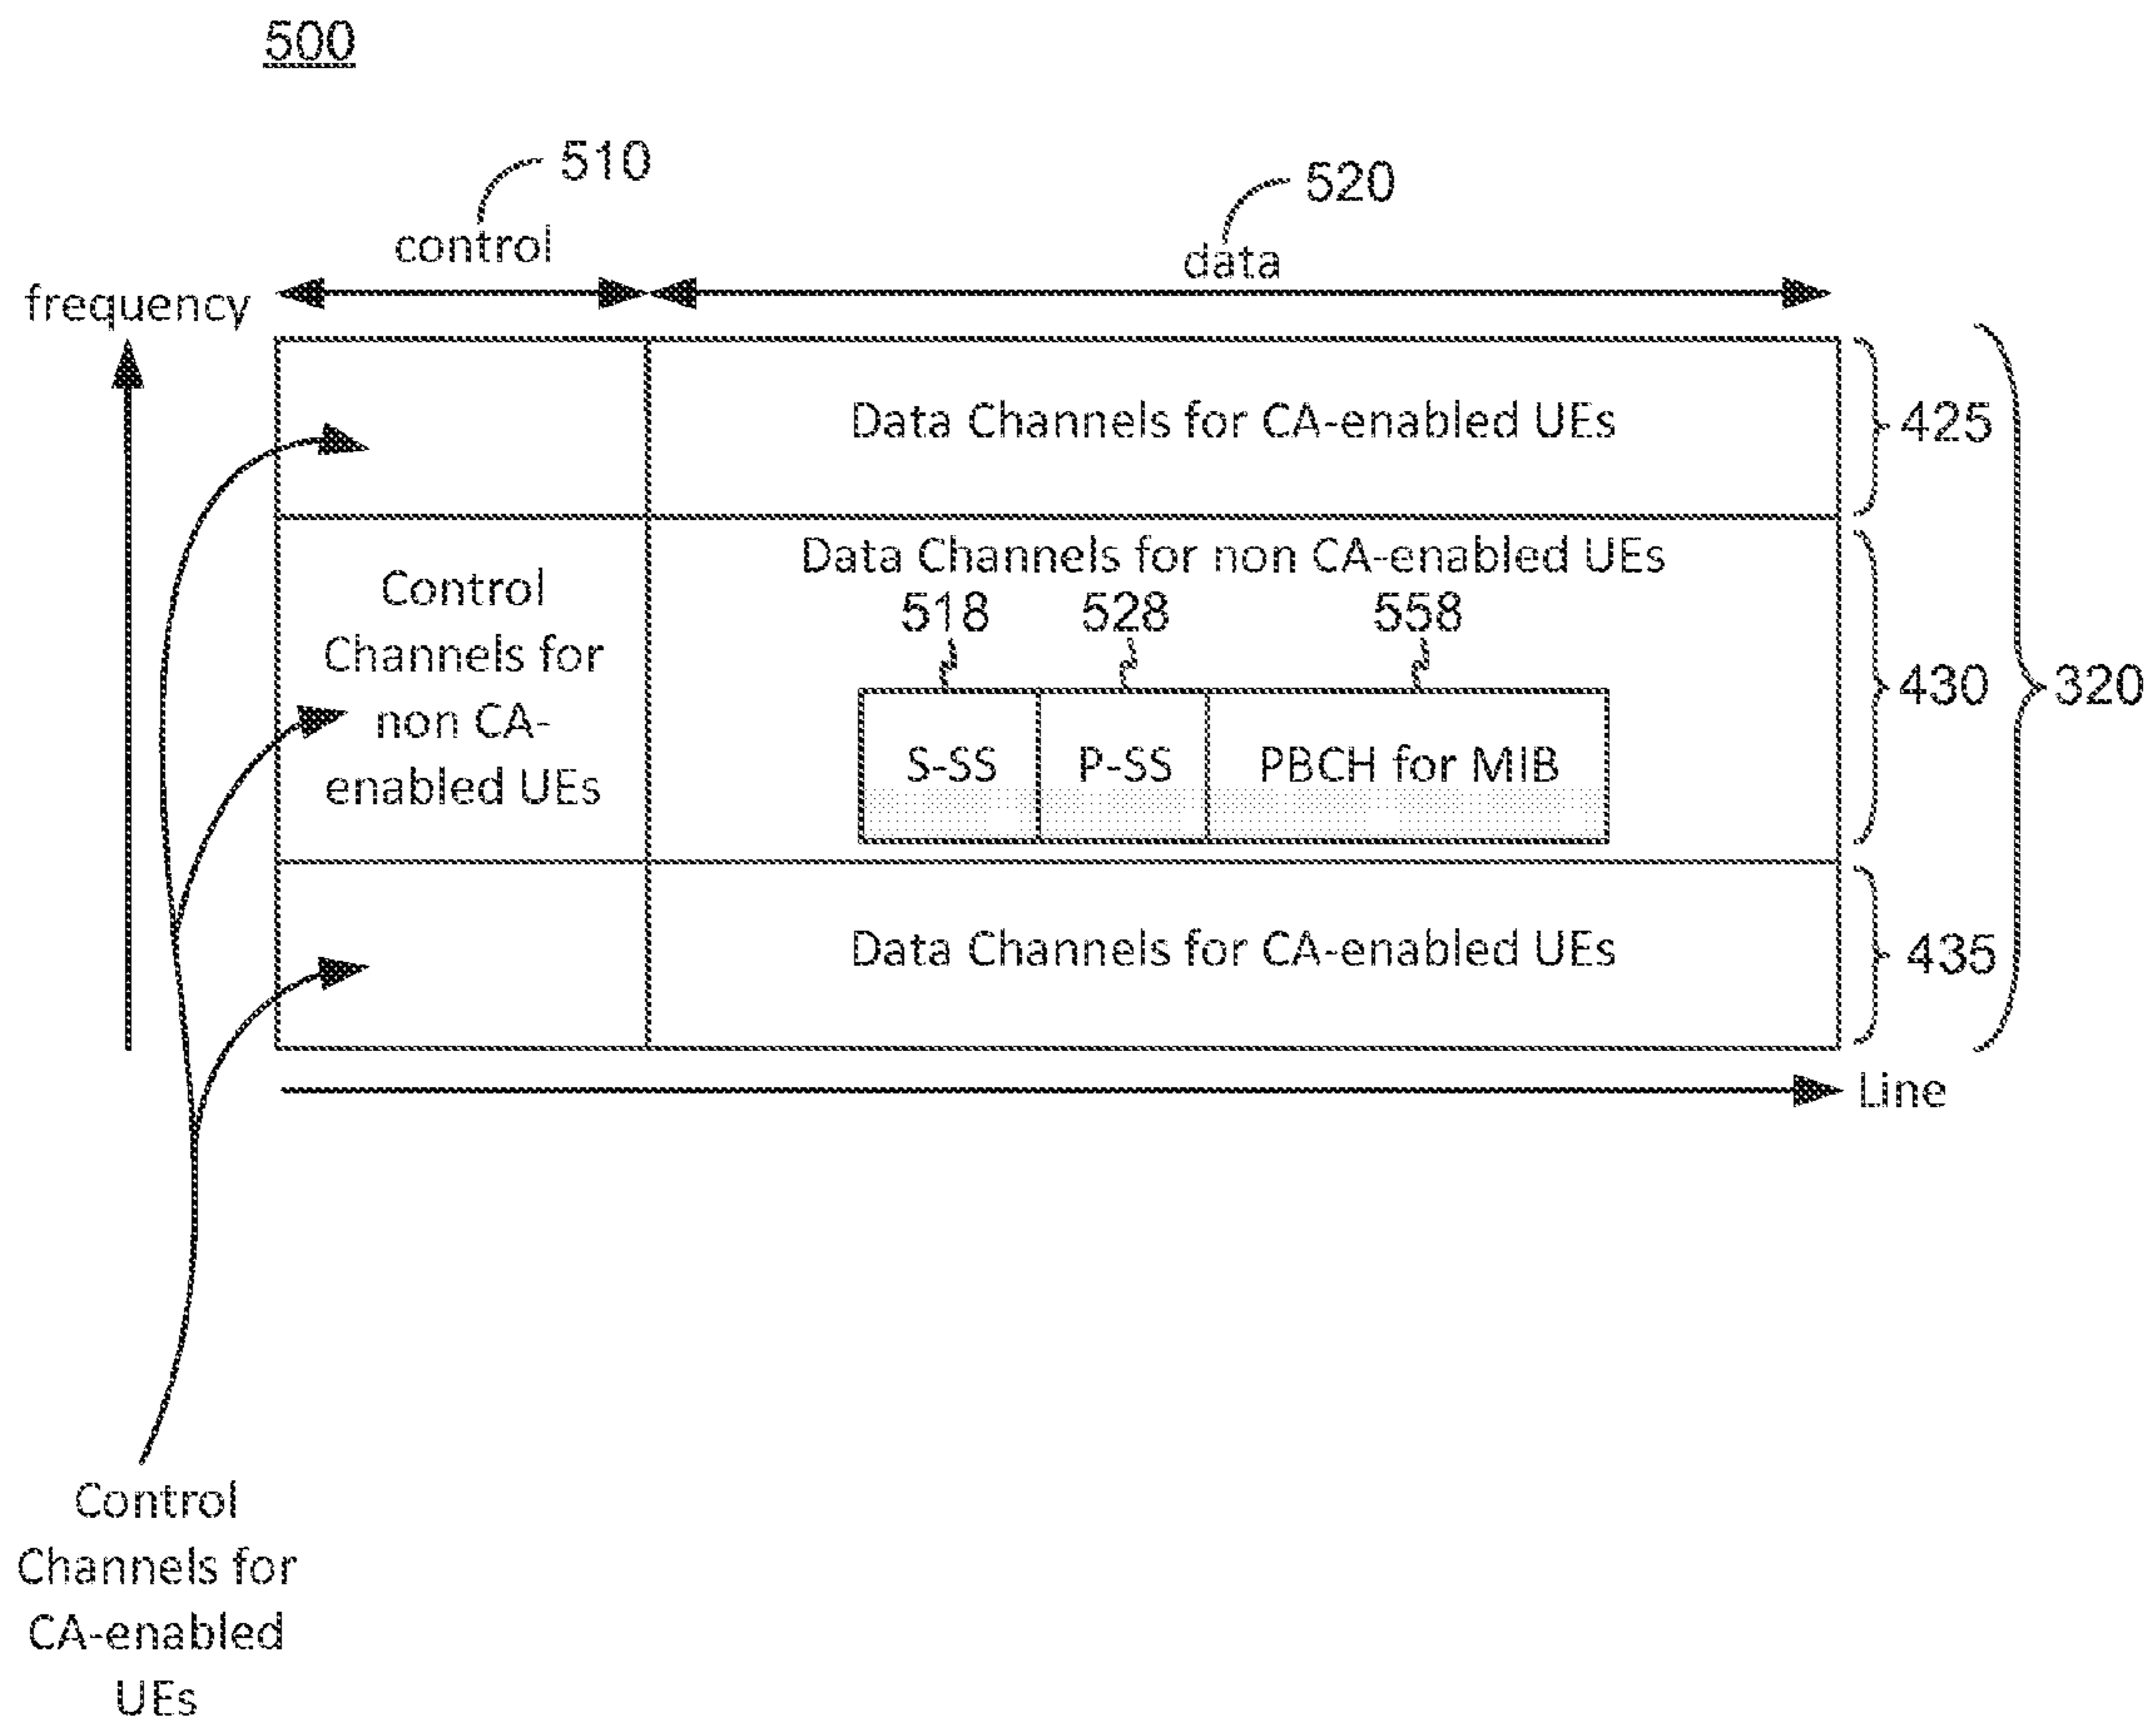 500
510
520
control
data
frequency
Data Channels for CA-enabled UEs
425
Data Channels for non CA-enabled UEs
518
528
558
Control
Channels for
non CA-
enabled UEs
S-SS
P-SS
PBCH for MIB
430
320
Data Channels for CA-enabled UEs
435
Line
Control
Channels for
CA-enabled
UEs